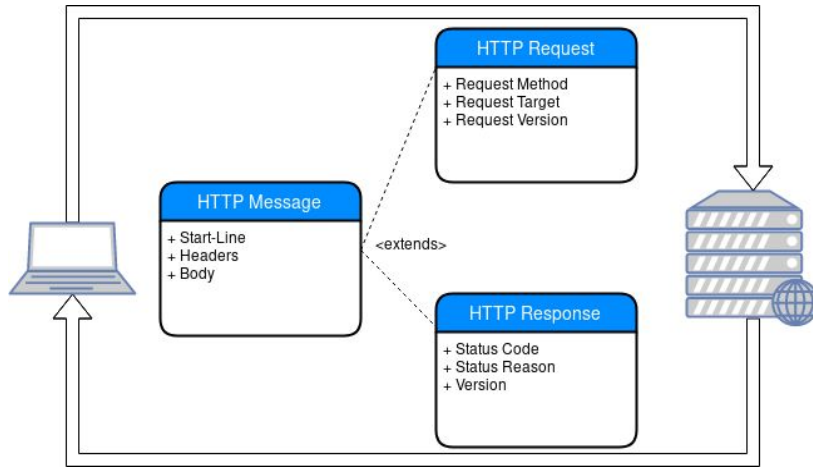 HTTP Request
+ Request Method
+ Request Target
+ Request Version
HTTP Message
+ Start-Line
+ Headers
+ Body
<extends>
HTTP Response
+ Status Code
+ Status Reason
+ Version